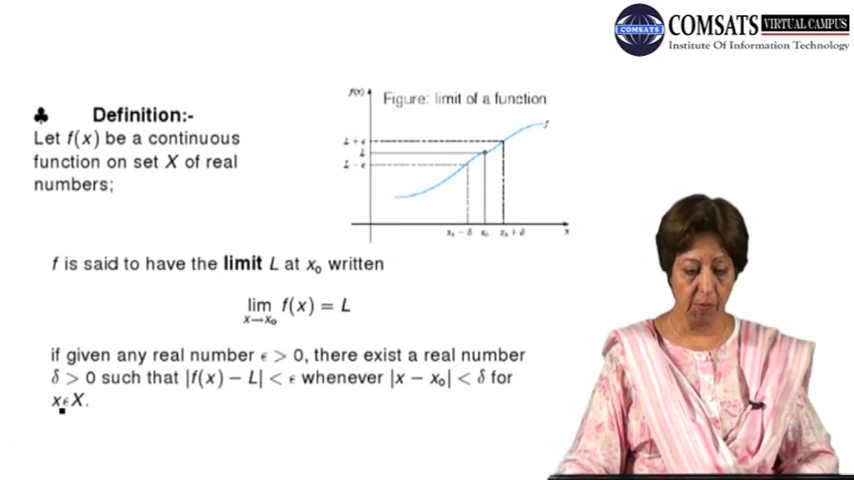 COMSATS VIRTUAL CAMPUS
COMSATS
Institute Of Information Technology
♣ Definition:-
Let f(x) be a continuous
function on set X of real
numbers;
Figure: limit of a function
f(x)
f
L + ϵ
L
L − ϵ
x₀ − δ x₀ x₀ + δ x
f is said to have the limit L at x₀ written
lim f(x) = L
x→x₀
if given any real number ϵ > 0, there exist a real number
δ > 0 such that |f(x) − L| < ϵ whenever |x − x₀| < δ for
xϵX.